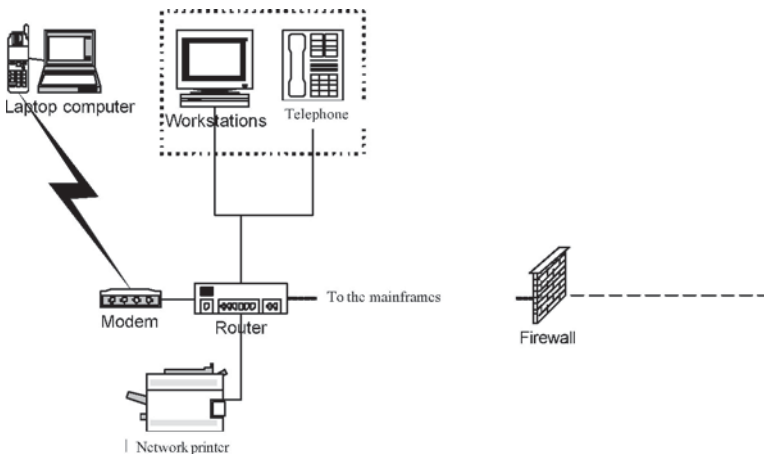 Laptop computer
Workstations
Telephone
Modem
Router
To the mainframes
Firewall
Network printer